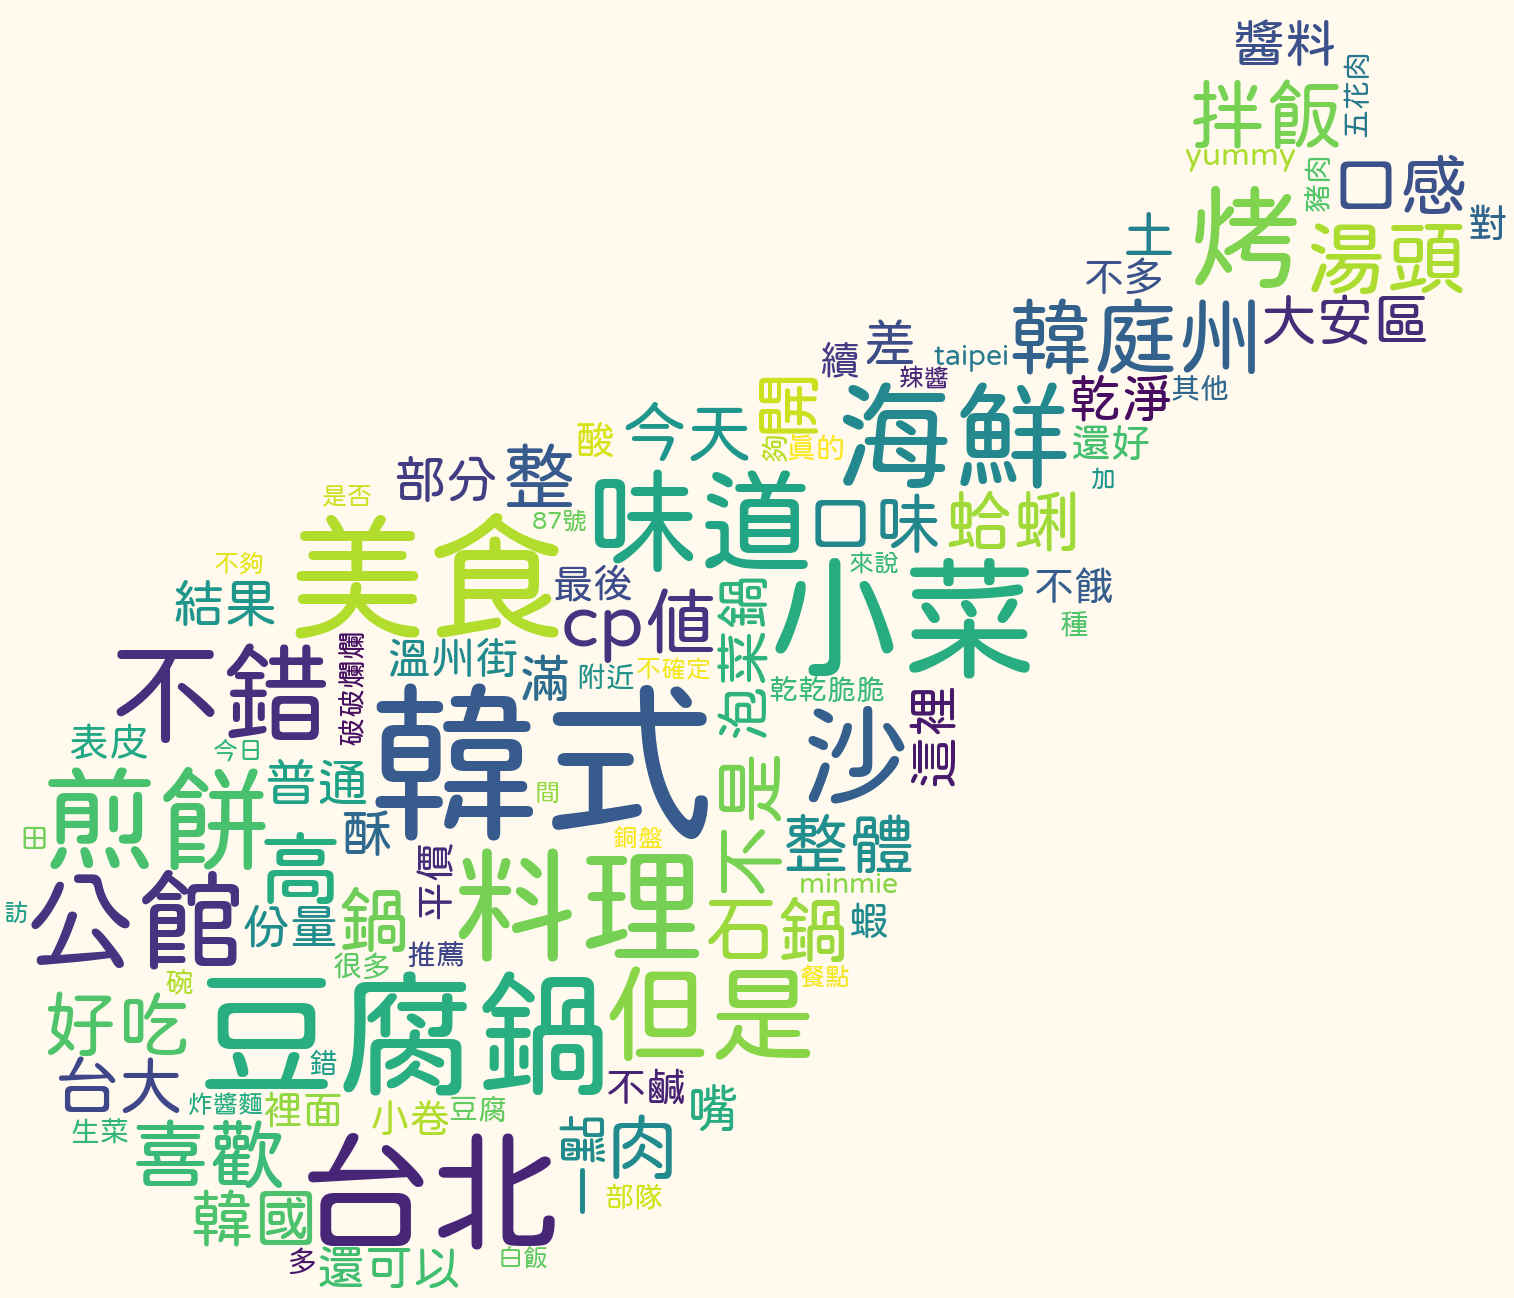 醬料
五花肉
拌飯
yummy
豬肉
口感
對
烤
湯頭
土
不多
韓庭州
大安區
差
續
taipei
辣醬
乾淨
其他
開
海鮮
今天
酸
夠
真的
還好
加
部分
整
是否
87號
味道
口味
蛤蜊
美食
不夠
結果
最後
來說
小菜
不餓
種
cp值
泡菜鍋
不錯
破破爛爛
溫州街
滿
附近
不確定
乾乾脆脆
這裡
沙
韓式
表皮
今日
普通
煎餅
田
酥
間
不是
銅盤
整體
minmie
高
平價
料理
公館
訪
份量
鍋
石鍋
蝦
推薦
很多
餐點
碗
好吃
豆腐鍋
但是
錯
台大
不鹹
嘴
炸醬麵
裡面
小卷
豆腐
生菜
喜歡
一點
肉
部隊
台北
韓國
多
還可以
白飯